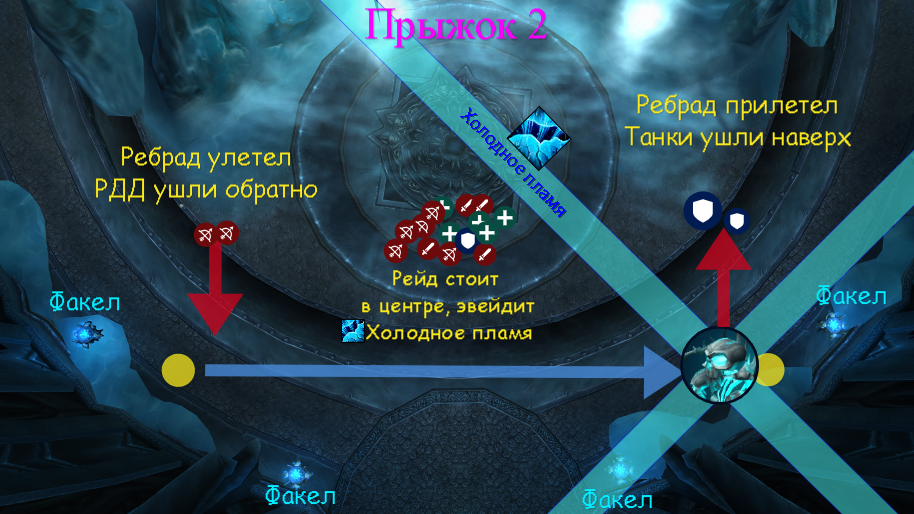 Прыжок 2
Холодное пламя
Ребрад прилетел
Танки ушли наверх
Ребрад улетел
РДД ушли обратно
Рейд стоит
в центре, эвейдит
Холодное пламя
Факел
Факел
Факел
Факел